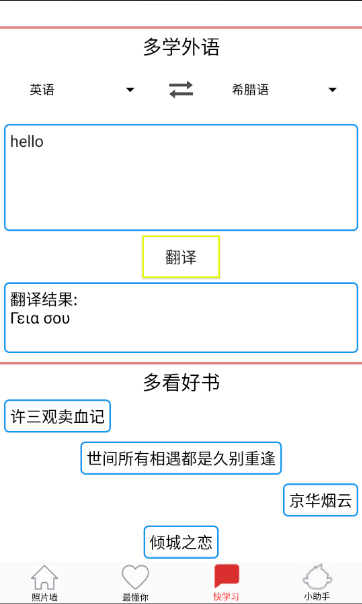 多学外语
英语 希腊语
hello
翻译
翻译结果:
Γεια σου
多看好书
许三观卖血记
世间所有相遇都是久别重逢
京华烟云
倾城之恋
照片墙 最懂你 快学习 小助手